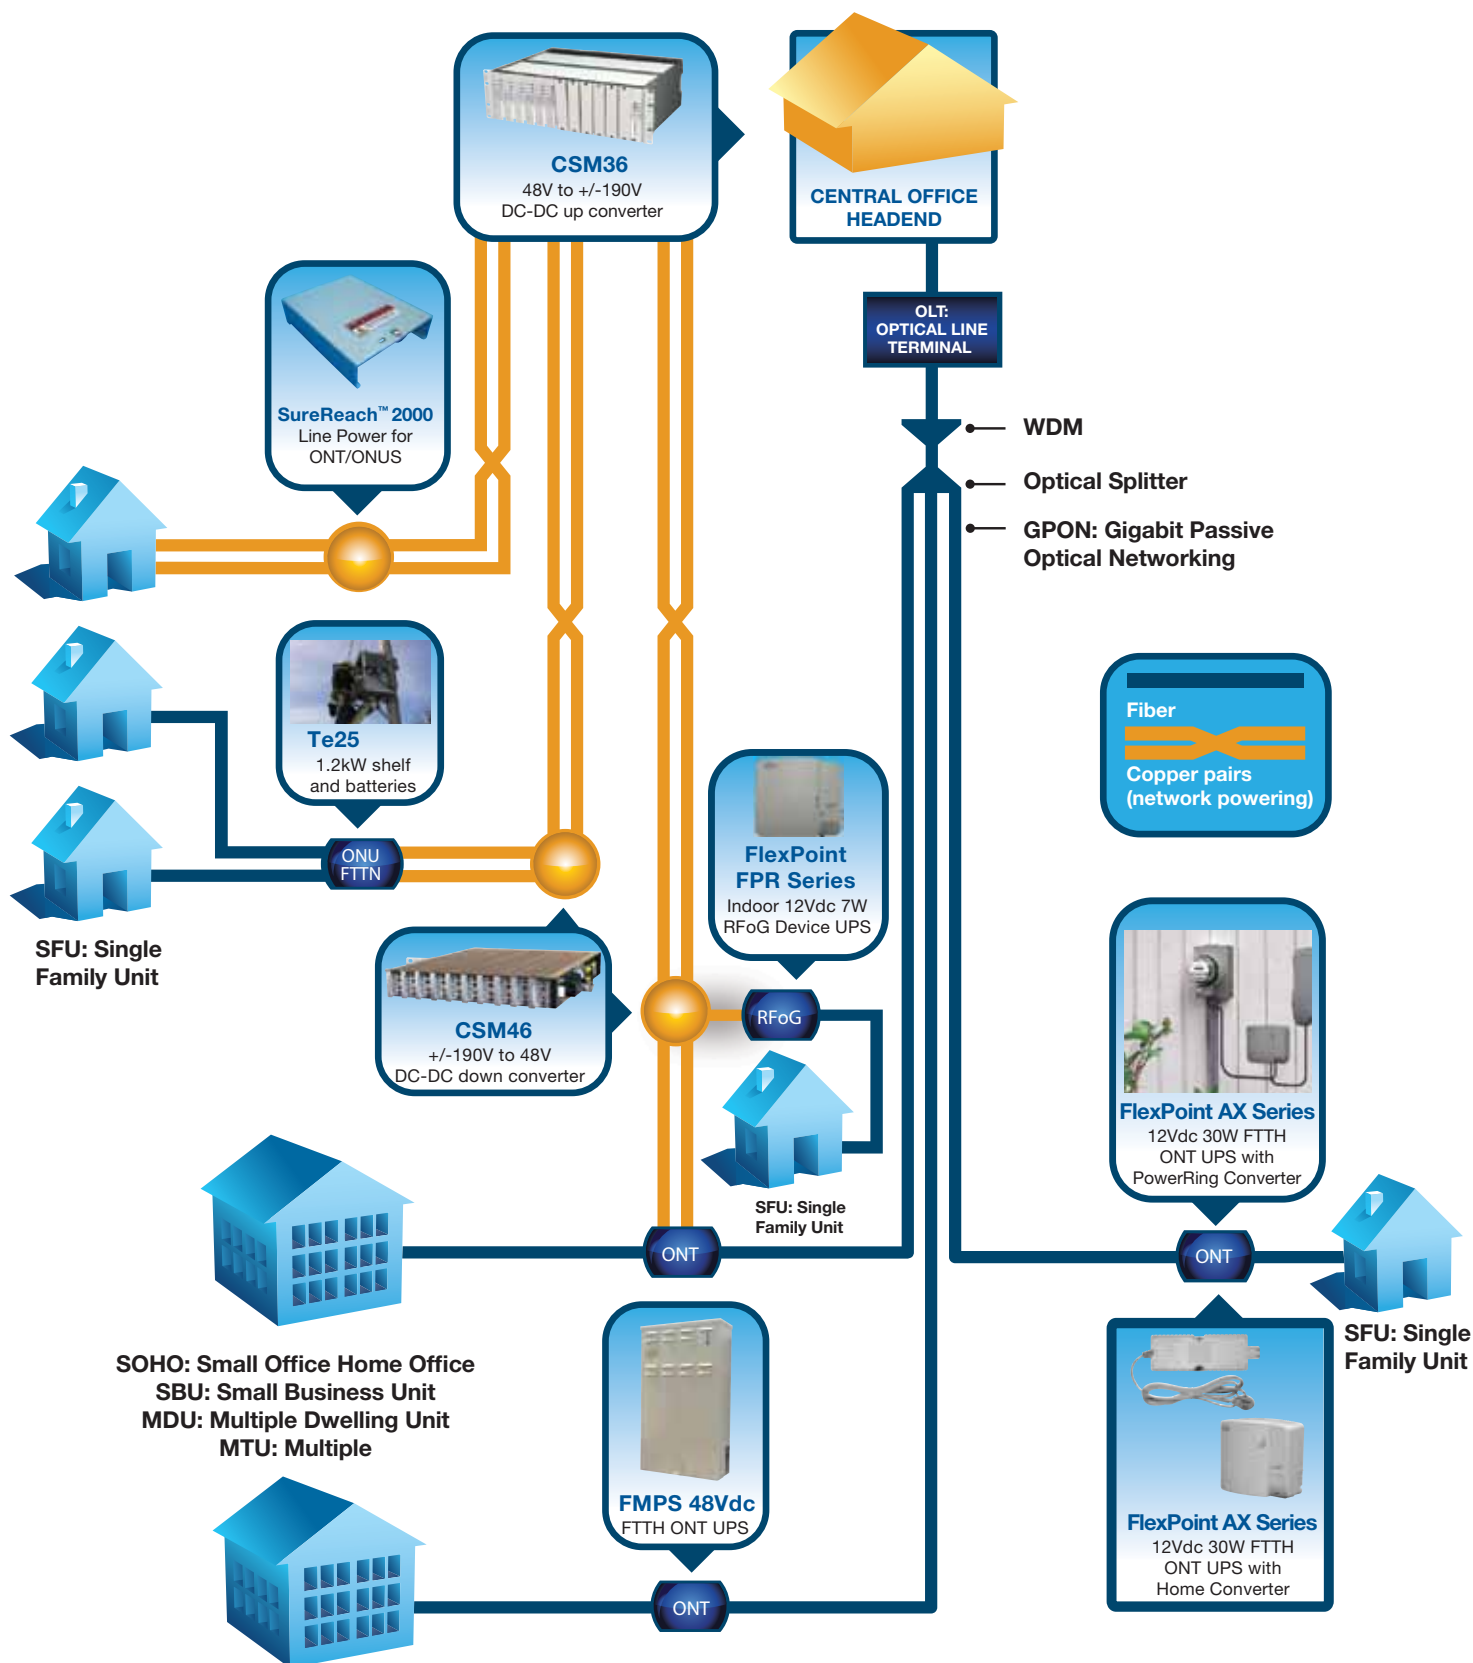 CSM36
48V to +/-190V
DC-DC up converter
CENTRAL OFFICE
HEADEND
OLT:
OPTICAL LINE
TERMINAL
SureReach™ 2000
Line Power for
ONT/ONUS
WDM
Optical Splitter
GPON: Gigabit Passive
Optical Networking
Te25
1.2kW shelf
and batteries
Fiber
Copper pairs
(network powering)
ONU
FTTN
FlexPoint
FPR Series
Indoor 12Vdc 7W
RFoG Device UPS
SFU: Single
Family Unit
CSM46
+/-190V to 48V
DC-DC down converter
RFoG
FlexPoint AX Series
12Vdc 30W FTTH
ONT UPS with
PowerRing Converter
SFU: Single
Family Unit
ONT
ONT
SFU: Single
Family Unit
SOHO: Small Office Home Office
SBU: Small Business Unit
MDU: Multiple Dwelling Unit
MTU: Multiple
FMPS 48Vdc
FTTH ONT UPS
FlexPoint AX Series
12Vdc 30W FTTH
ONT UPS with
Home Converter
ONT